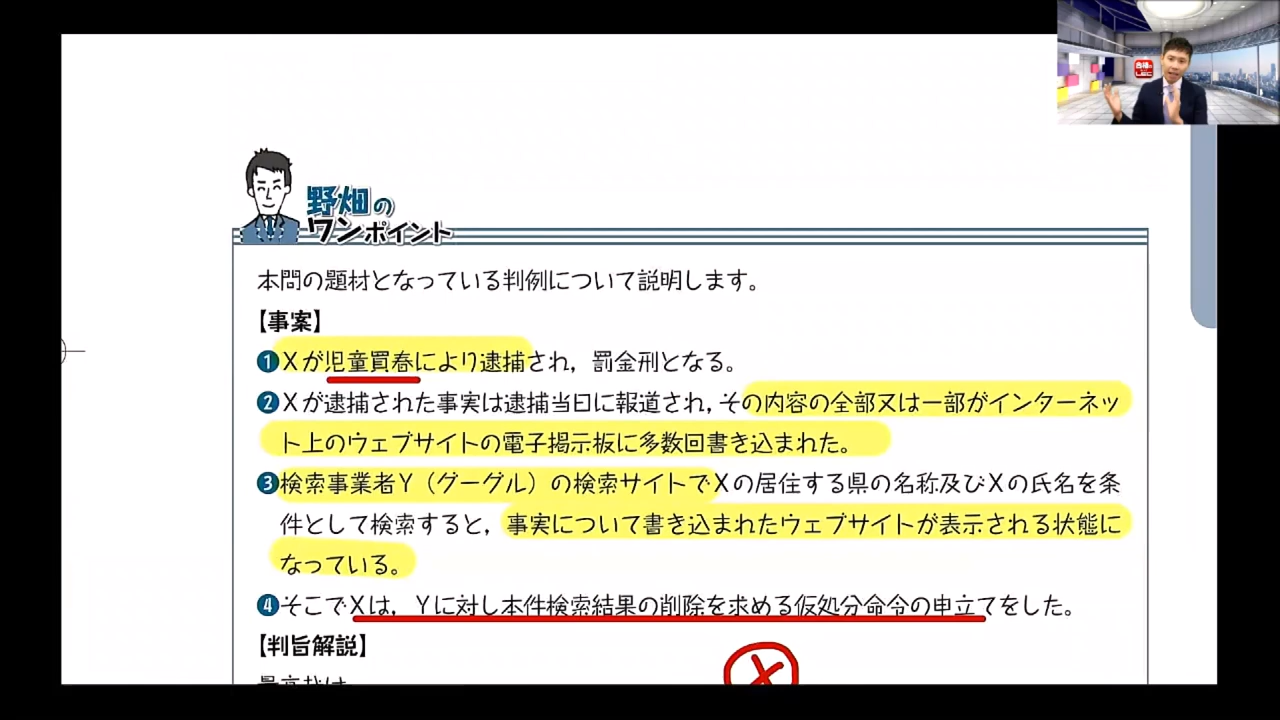 合格の
LEC
野畑の
ワンポイント
本問の題材となっている判例について説明します。
【事案】
❶Xが児童買春により逮捕され，罰金刑となる。
❷Xが逮捕された事実は逮捕当日に報道され，その内容の全部又は一部がインターネッ
ト上のウェブサイトの電子掲示板に多数回書き込まれた。
❸検索事業者Y（グーグル）の検索サイトでXの居住する県の名称及びXの氏名を条
件として検索すると，事実について書き込まれたウェブサイトが表示される状態に
なっている。
❹そこでXは，Yに対し本件検索結果の削除を求める仮処分命令の申立てをした。
【判旨解説】
X